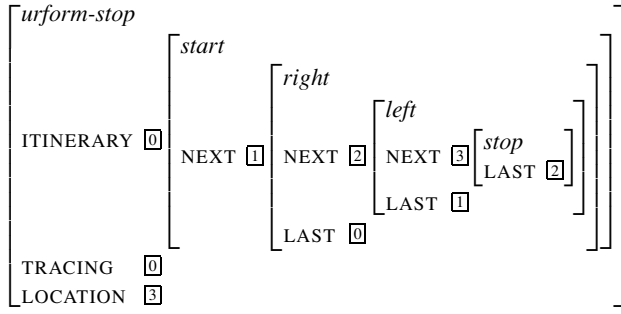 urform-stop
start
right
left
ITINERARY 0 NEXT 1 NEXT 2 NEXT 3 stop
LAST 2
LAST 1
LAST 0
TRACING 0
LOCATION 3